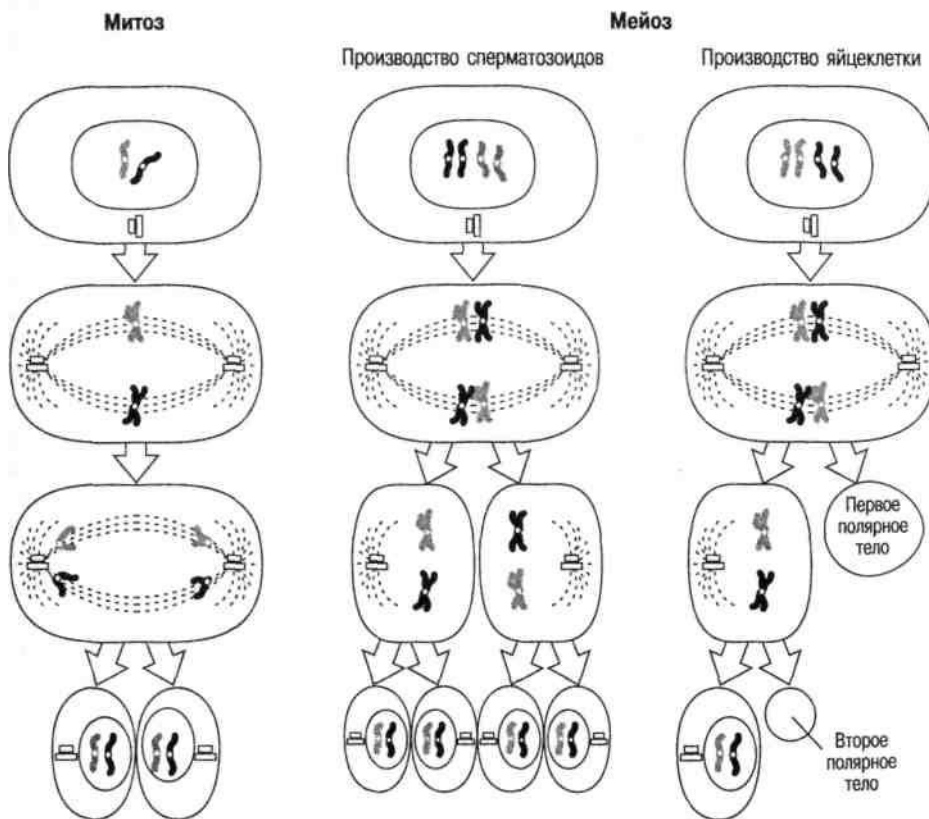 Митоз
Мейоз
Производство сперматозоидов
Производство яйцеклетки
Первое
полярное
тело
Второе
полярное
тело